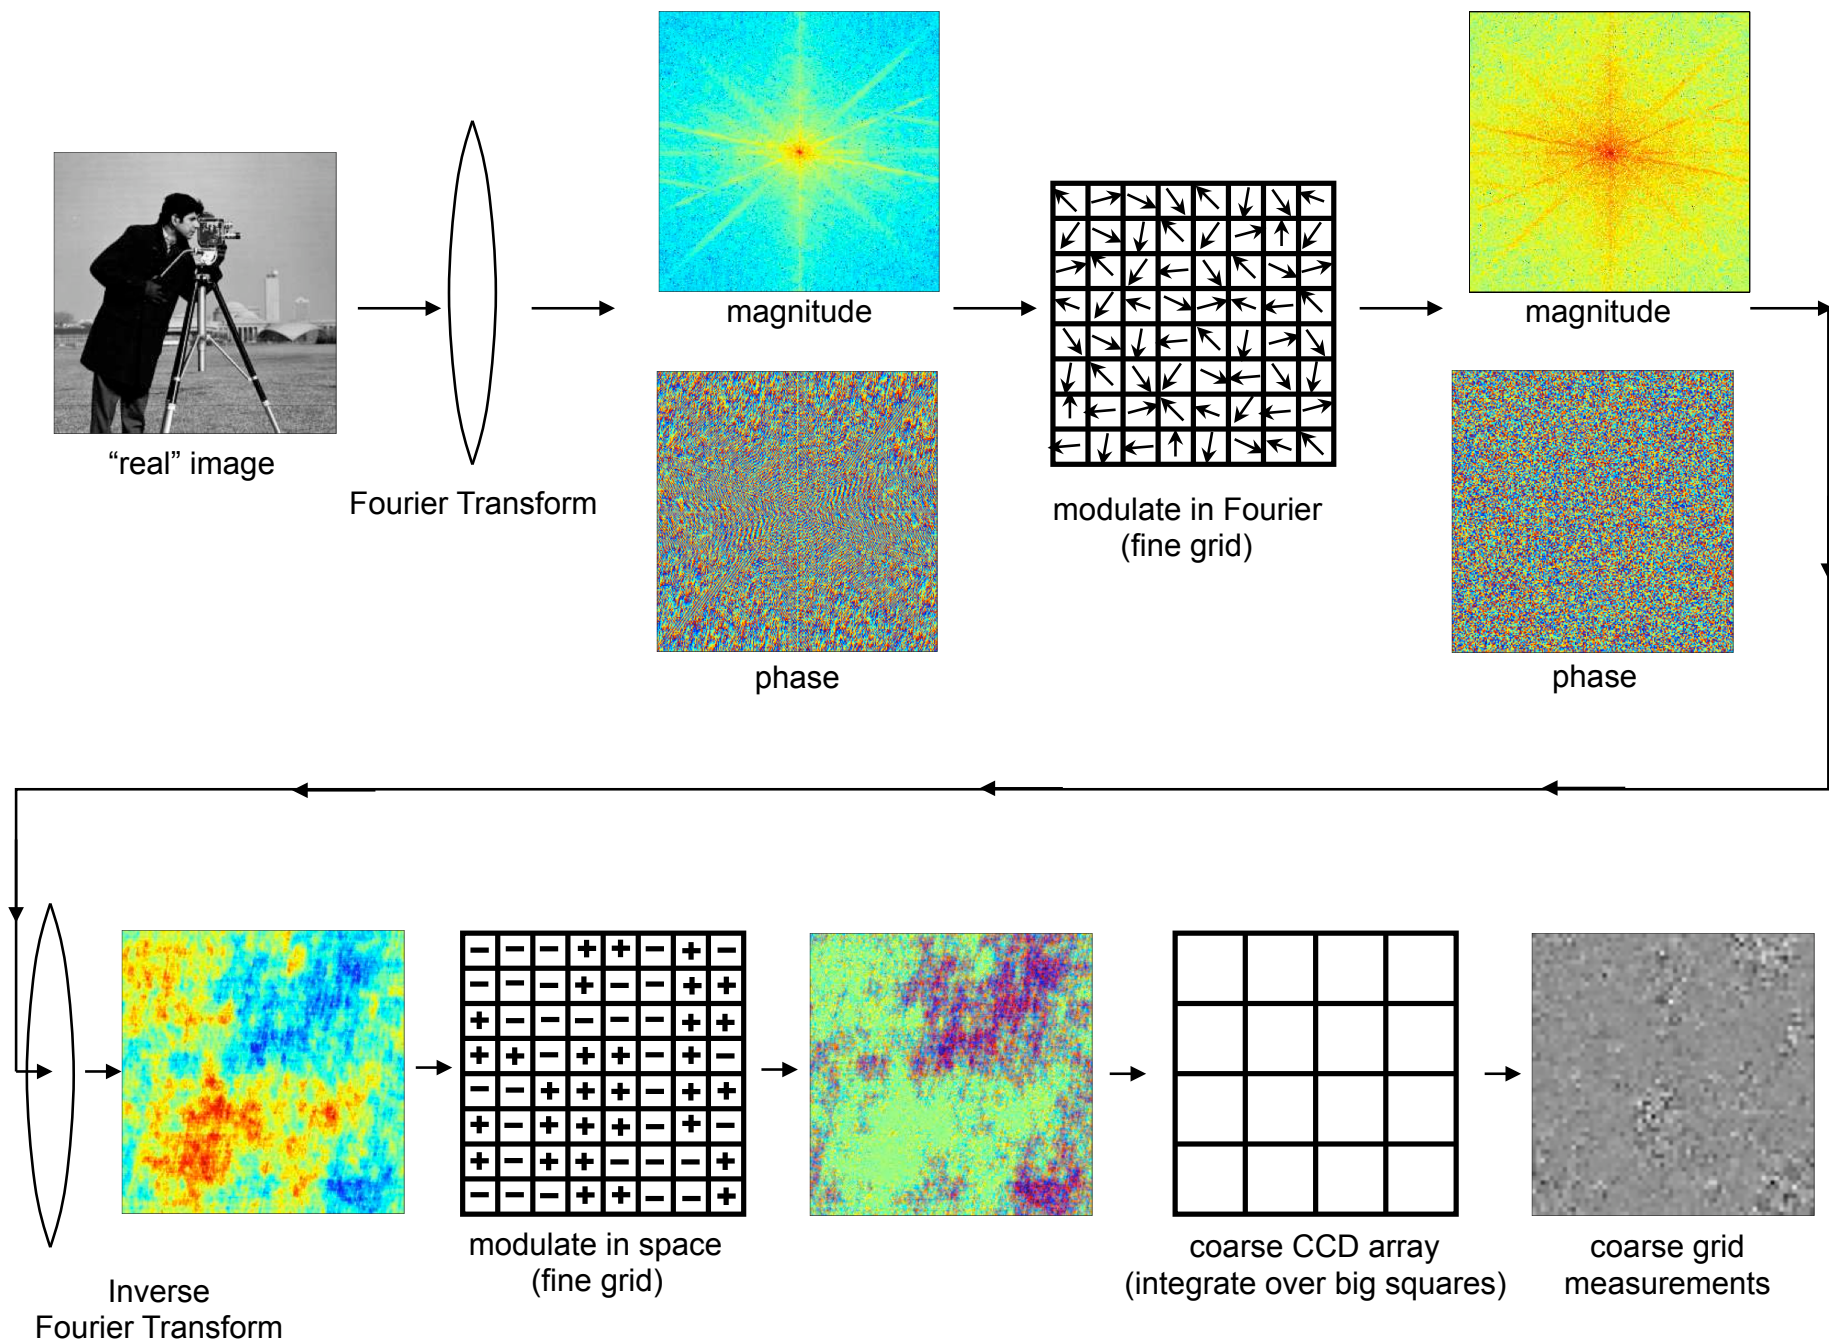 magnitude
magnitude
“real” image
Fourier Transform
modulate in Fourier
(fine grid)
phase
phase
modulate in space
(fine grid)
coarse CCD array
(integrate over big squares)
coarse grid
measurements
Inverse
Fourier Transform